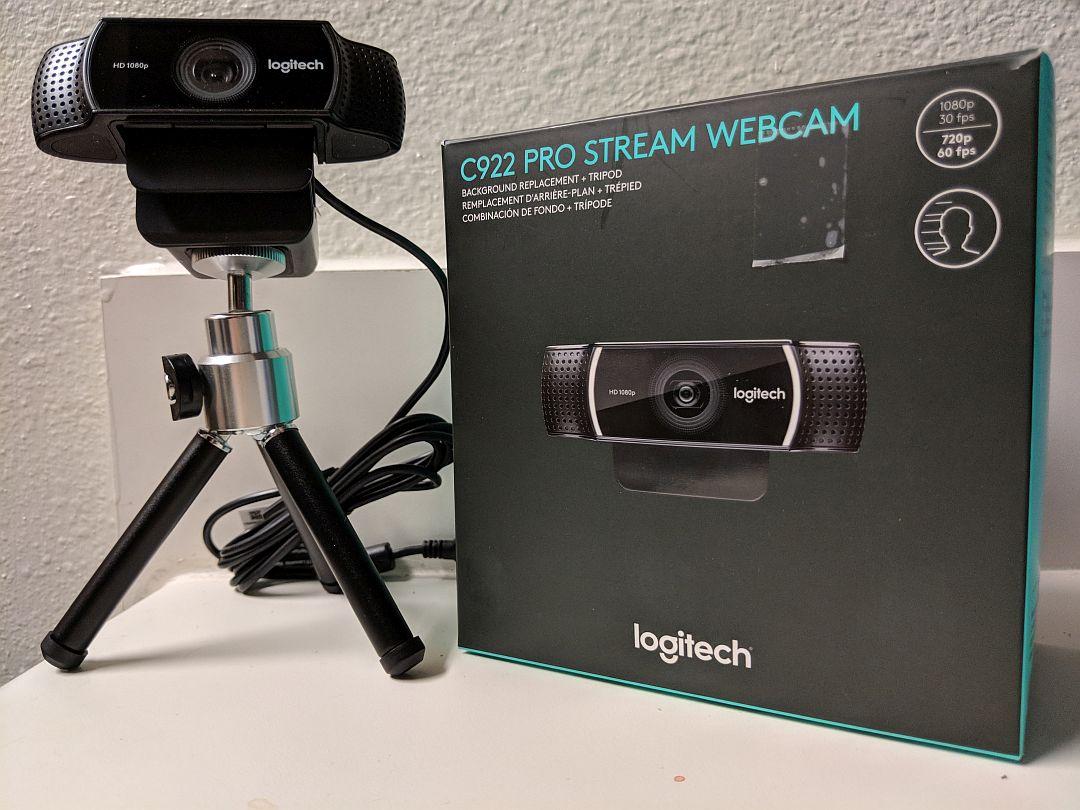 HD 1080p
logitech
C922 PRO STREAM WEBCAM
BACKGROUND REPLACEMENT + TRIPOD
REMPLACEMENT D'ARRIÈRE-PLAN + TRÉPIED
COMBINACIÓN DE FONDO + TRÍPODE
1080p
30 fps
720p
60 fps
HD 1080p
logitech
logitech